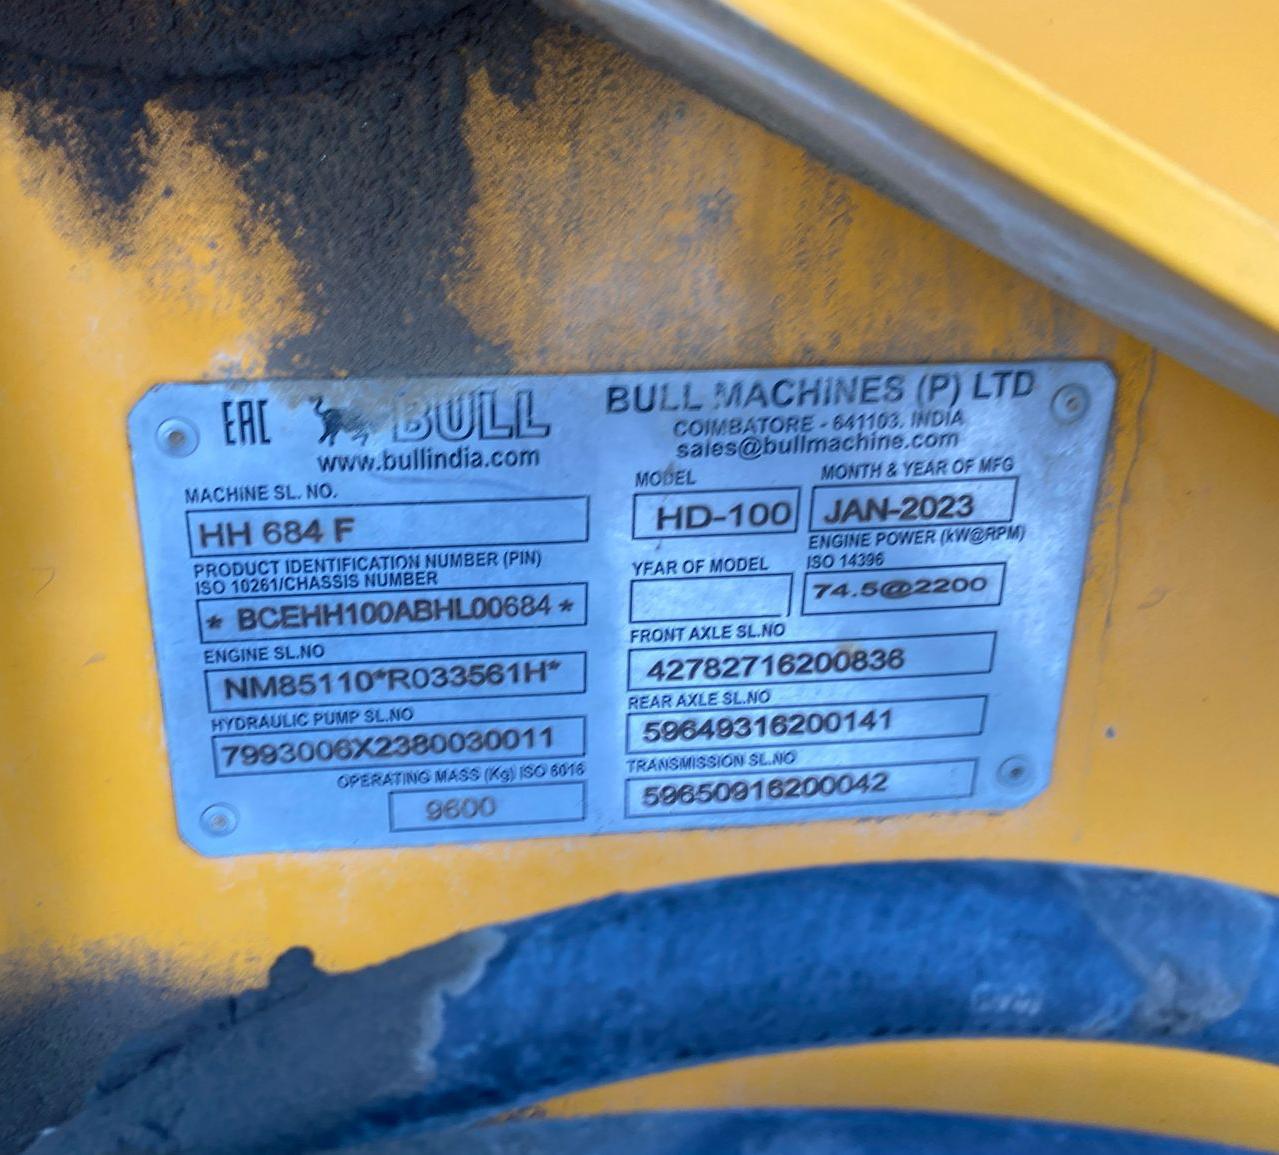 EAC BULL
www.bullindia.com
BULL MACHINES (P) LTD
COIMBATORE - 641103, INDIA
sales@bullmachine.com
MACHINE SL. NO.
HH 684 F
PRODUCT IDENTIFICATION NUMBER (PIN)
ISO 10261/CHASSIS NUMBER
* BCEHH100ABHL00684 *
ENGINE SL.NO
NM85110*R033561H*
HYDRAULIC PUMP SL.NO
7993006X2380030011
OPERATING MASS (Kg) ISO 6016
9600
MODEL
HD-100
MONTH & YEAR OF MFG
JAN-2023
YEAR OF MODEL
ENGINE POWER (kW@RPM)
ISO 14396
74.5@2200
FRONT AXLE SL.NO
42782716200836
REAR AXLE SL.NO
59649316200141
TRANSMISSION SL.NO
59650916200042